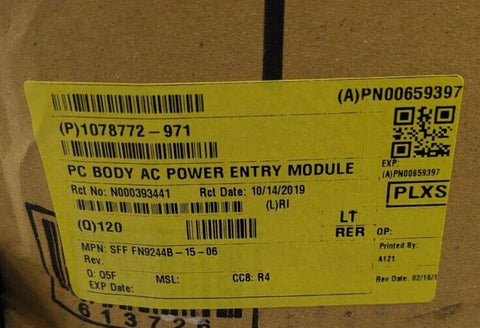 (A)PN00659397
(P)1078772-971
PC BODY AC POWER ENTRY MODULE
EXP:
(A)PN00659397
Rct No: N000393441 Rct Date: 10/14/2019
PLXS
(L)RI
(Q)120
LT
RER
OP:
MPN: SFF FN9244B-15-06
Rev.
Printed By:
A121
Q: 05F MSL: CC8: R4
EXP Date:
Rev Date: 02/16/1
613726